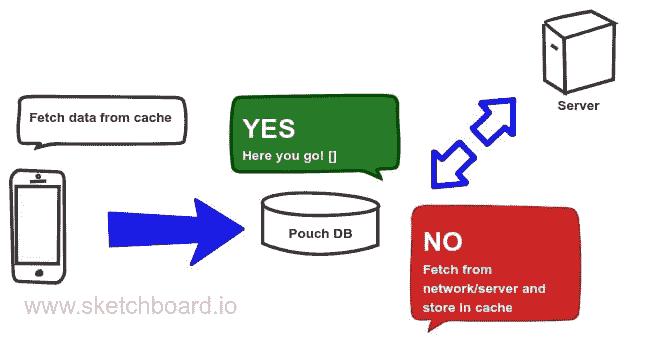 Server
Fetch data from cache
YES
Here you go! []
Pouch DB
NO
Fetch from
network/server and
store in cache
www.sketchboard.io